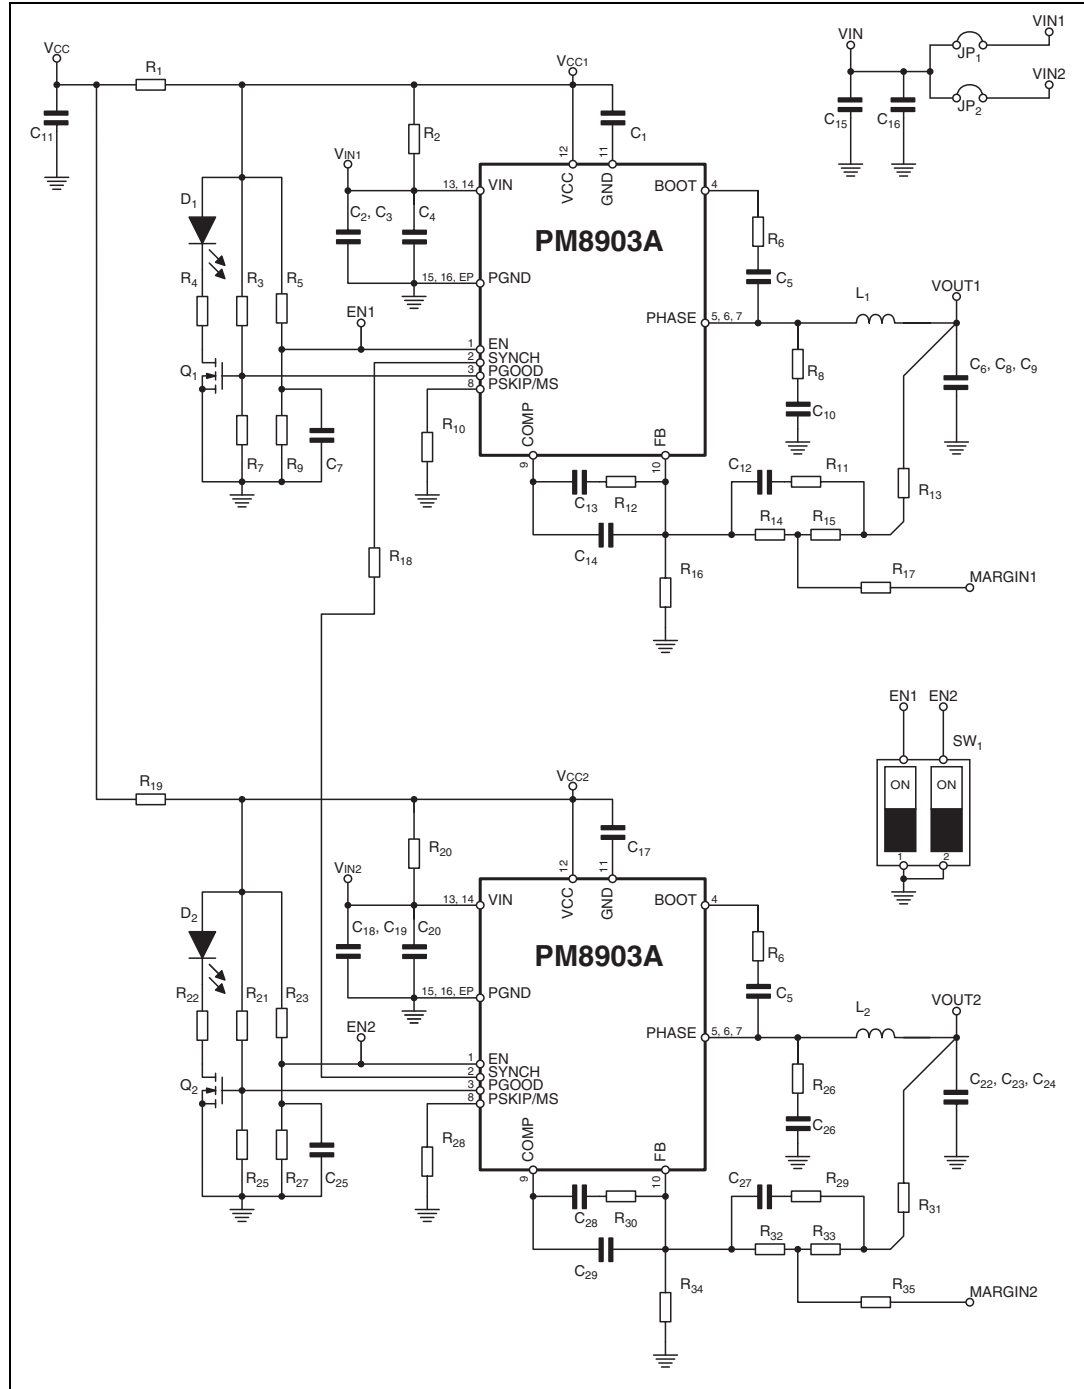 VCC
R1
VCC1
C11
R2
C1
VIN
VIN1
JP1
VIN2
JP2
C15
C16
VIN1
12
11
13, 14
VIN
VCC
GND
BOOT
4
D1
C2, C3
C4
PM8903A
R6
R4
R3
R5
15, 16, EP
PGND
C5
EN1
L1
VOUT1
PHASE
5, 6, 7
1
EN
2
SYNCH
3
PGOOD
8
PSKIP/MS
Q1
R8
C6, C8, C9
C10
R10
COMP
FB
R7
R9
C7
9
10
C12
R11
R13
C13
R12
R14
R15
C14
R18
R16
R17
MARGIN1
EN1
EN2
SW1
ON
ON
1
2
R19
VCC2
R20
C17
VIN2
12
11
13, 14
VIN
VCC
GND
BOOT
4
D2
C18, C19
C20
PM8903A
R6
R22
R21
R23
15, 16, EP
PGND
C5
EN2
L2
VOUT2
PHASE
5, 6, 7
1
EN
2
SYNCH
3
PGOOD
8
PSKIP/MS
Q2
R26
C22, C23, C24
C26
R28
COMP
FB
R25
R27
C25
9
10
C27
R29
R31
C28
R30
R32
R33
C29
R34
R35
MARGIN2